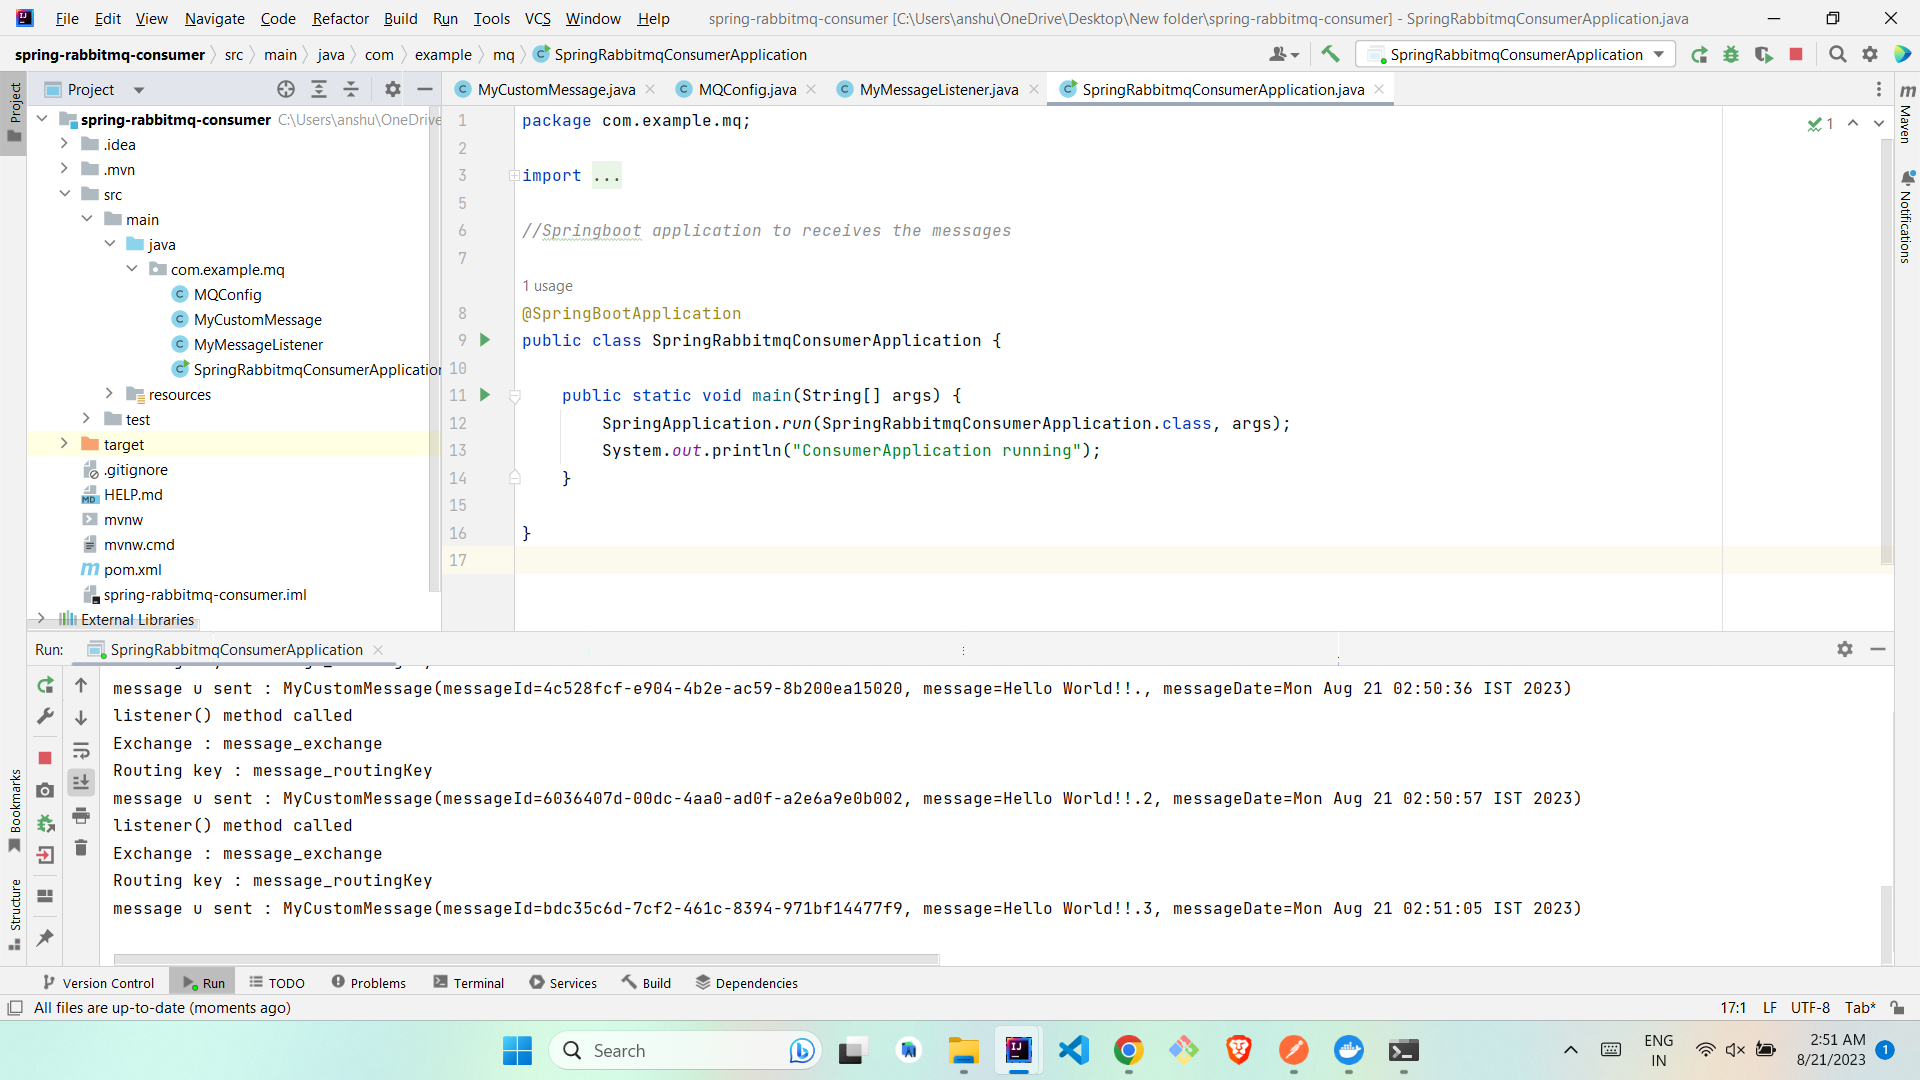 File Edit View Navigate Code Refactor Build Run Tools VCS Window Help spring-rabbitmq-consumer [C:\Users\anshu\OneDrive\Desktop\New folder\spring-rabbitmq-consumer] - SpringRabbitmqConsumerApplication.java
spring-rabbitmq-consumer src main java com example mq SpringRabbitmqConsumerApplication SpringRabbitmqConsumerApplication
Project
Project
MyCustomMessage.java MQConfig.java MyMessageListener.java SpringRabbitmqConsumerApplication.java
spring-rabbitmq-consumer C:\Users\anshu\OneDrive
.idea
.mvn
src
main
java
com.example.mq
MQConfig
MyCustomMessage
MyMessageListener
SpringRabbitmqConsumerApplication
resources
test
target
.gitignore
HELP.md
mvnw
mvnw.cmd
pom.xml
spring-rabbitmq-consumer.iml
External Libraries
1 package com.example.mq;
2
3 import ...
5
6 //Springboot application to receives the messages
7
1 usage
8 @SpringBootApplication
9 public class SpringRabbitmqConsumerApplication {
10
11 public static void main(String[] args) {
12 SpringApplication.run(SpringRabbitmqConsumerApplication.class, args);
13 System.out.println("ConsumerApplication running");
14 }
15
16 }
17
1
Maven
Notifications
Run: SpringRabbitmqConsumerApplication
message u sent : MyCustomMessage(messageId=4c528fcf-e904-4b2e-ac59-8b200ea15020, message=Hello World!!., messageDate=Mon Aug 21 02:50:36 IST 2023)
listener() method called
Exchange : message_exchange
Routing key : message_routingKey
message u sent : MyCustomMessage(messageId=6036407d-00dc-4aa0-ad0f-a2e6a9e0b002, message=Hello World!!.2, messageDate=Mon Aug 21 02:50:57 IST 2023)
listener() method called
Exchange : message_exchange
Routing key : message_routingKey
message u sent : MyCustomMessage(messageId=bdc35c6d-7cf2-461c-8394-971bf14477f9, message=Hello World!!.3, messageDate=Mon Aug 21 02:51:05 IST 2023)
Bookmarks
Structure
Version Control Run TODO Problems Terminal Services Build Dependencies
All files are up-to-date (moments ago) 17:1 LF UTF-8 Tab*
Search
ENG
IN
2:51 AM
8/21/2023
1